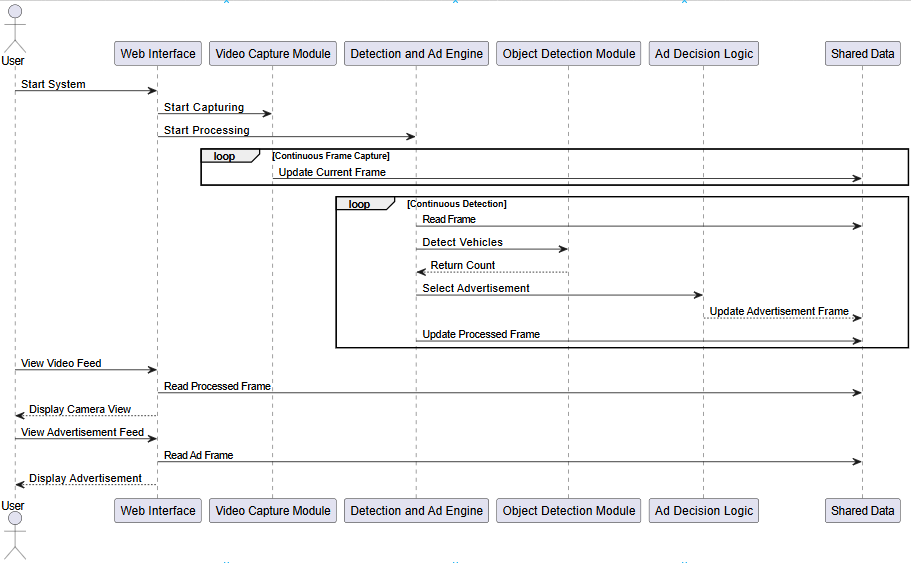 User
Web Interface
Video Capture Module
Detection and Ad Engine
Object Detection Module
Ad Decision Logic
Shared Data
Start System
Start Capturing
Start Processing
loop [Continuous Frame Capture]
Update Current Frame
loop [Continuous Detection]
Read Frame
Detect Vehicles
Return Count
Select Advertisement
Update Advertisement Frame
Update Processed Frame
View Video Feed
Read Processed Frame
Display Camera View
View Advertisement Feed
Read Ad Frame
Display Advertisement
User
Web Interface
Video Capture Module
Detection and Ad Engine
Object Detection Module
Ad Decision Logic
Shared Data